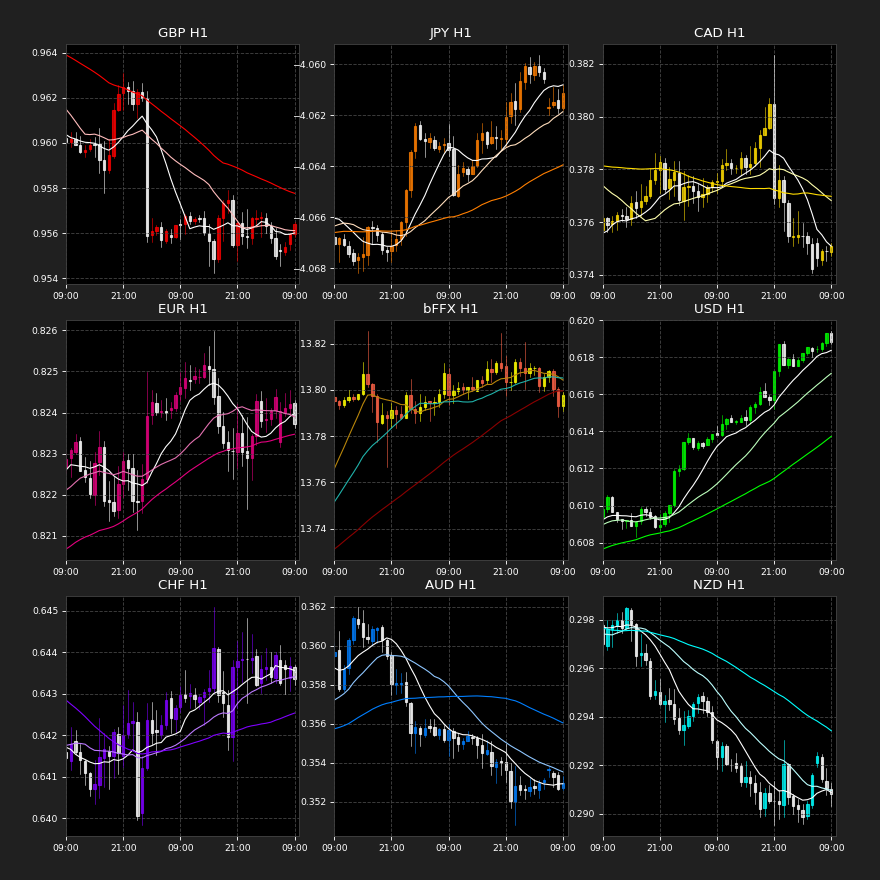 GBP H1
0.964
0.962
0.960
0.958
0.956
0.954
09:00 21:00 09:00 21:00 09:00
JPY H1
−4.060
−4.062
−4.064
−4.066
−4.068
09:00 21:00 09:00 21:00 09:00
CAD H1
0.382
0.380
0.378
0.376
0.374
09:00 21:00 09:00 21:00 09:00
EUR H1
0.826
0.825
0.824
0.823
0.822
0.821
09:00 21:00 09:00 21:00 09:00
bFFX H1
13.82
13.80
13.78
13.76
13.74
09:00 21:00 09:00 21:00 09:00
USD H1
0.620
0.618
0.616
0.614
0.612
0.610
0.608
09:00 21:00 09:00 21:00 09:00
CHF H1
0.645
0.644
0.643
0.642
0.641
0.640
09:00 21:00 09:00 21:00 09:00
AUD H1
0.362
0.360
0.358
0.356
0.354
0.352
09:00 21:00 09:00 21:00 09:00
NZD H1
0.298
0.296
0.294
0.292
0.290
09:00 21:00 09:00 21:00 09:00